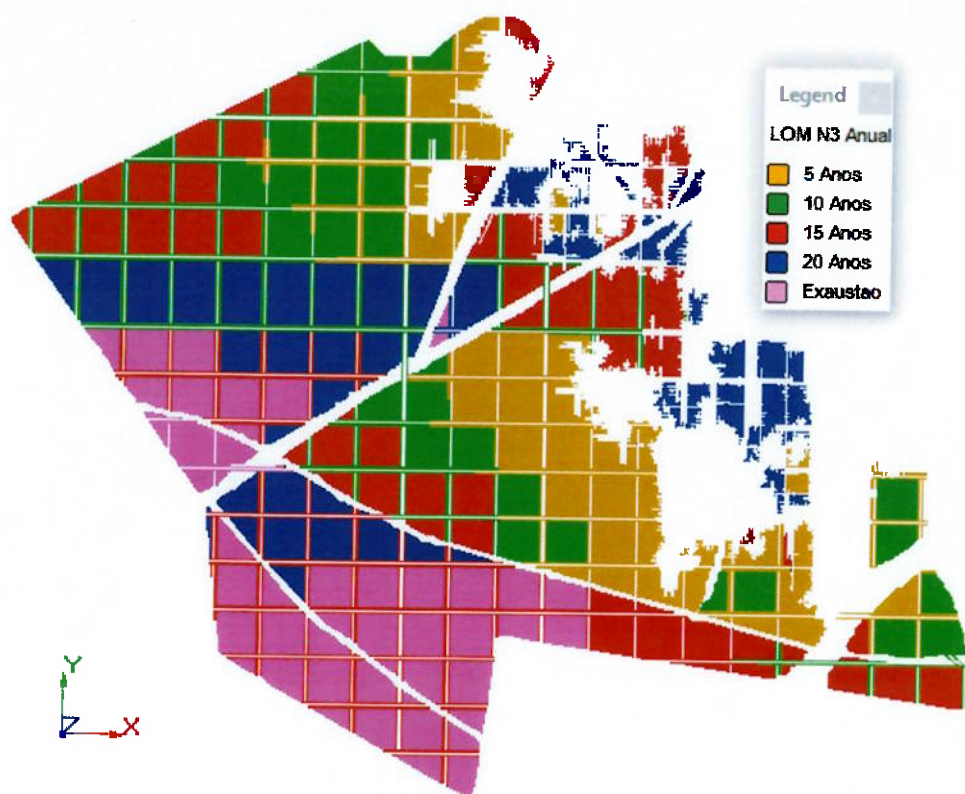 Legend
LOM N3 Anual
5 Anos
10 Anos
15 Anos
20 Anos
Exaustao
Y
Z
X